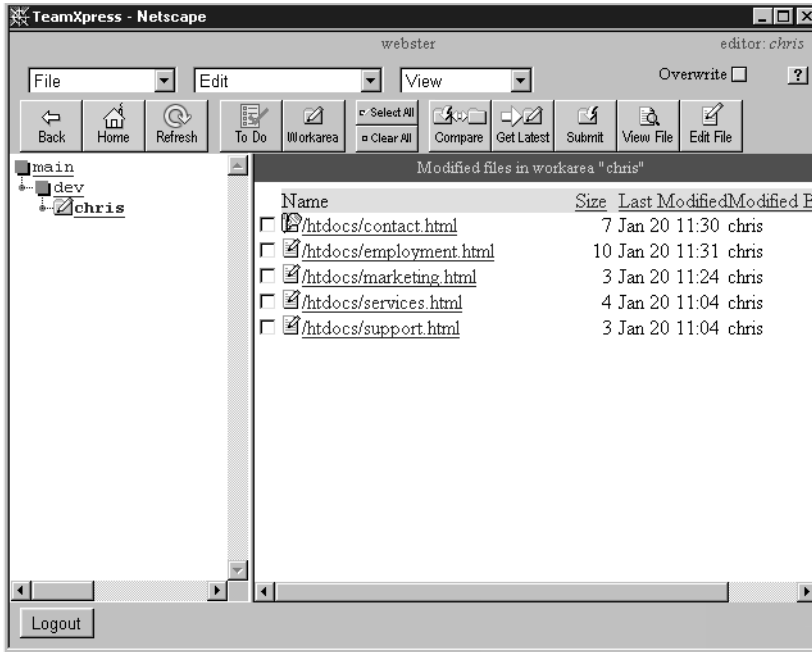 TeamXpress - Netscape
webster editor: chris
File Edit View Overwrite ?
Back Home Refresh To Do Workarea Select All Clear All Compare Get Latest Submit View File Edit File
main
dev
chris
Modified files in workarea "chris"
Name Size Last Modified Modified B
/htdocs/contact.html 7 Jan 20 11:30 chris
/htdocs/employment.html 10 Jan 20 11:31 chris
/htdocs/marketing.html 3 Jan 20 11:24 chris
/htdocs/services.html 4 Jan 20 11:04 chris
/htdocs/support.html 3 Jan 20 11:04 chris
Logout